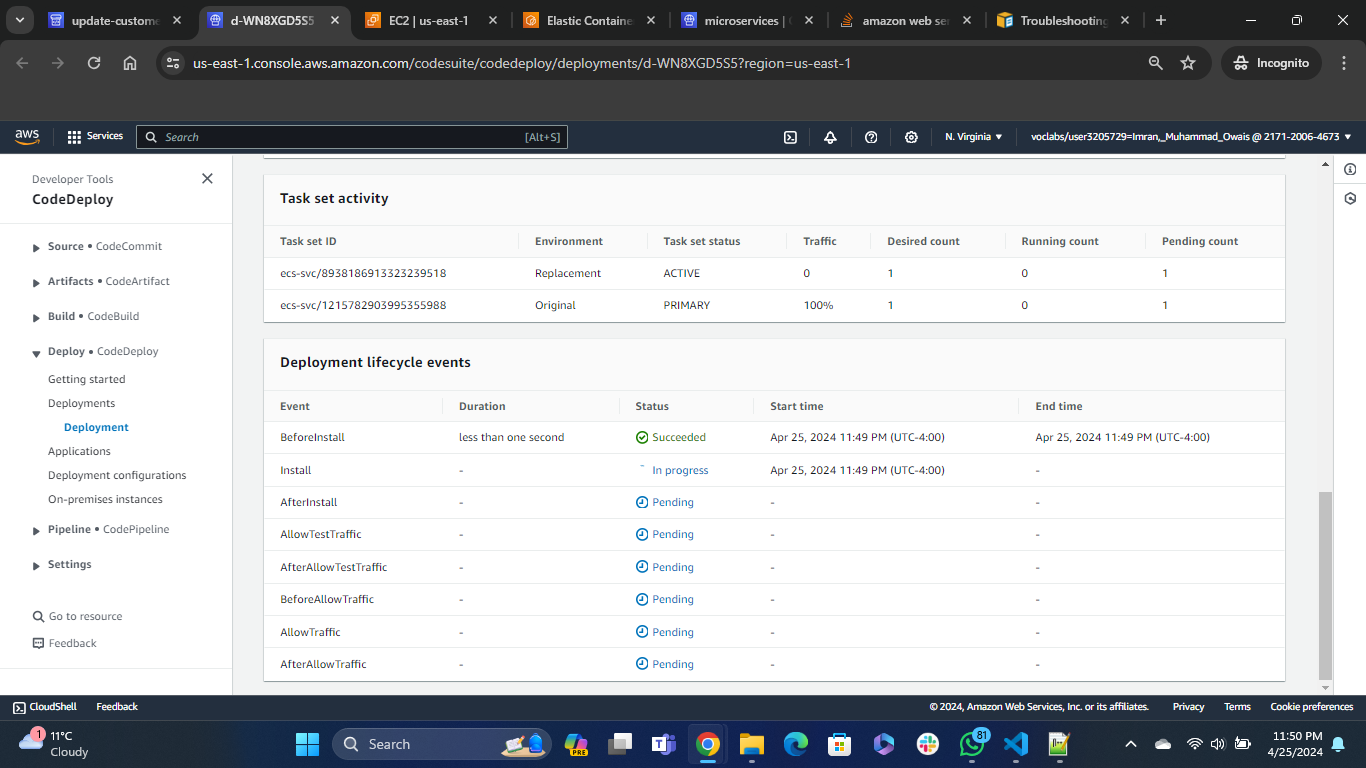 update-custome
d-WN8XGD5S5
EC2 | us-east-1
Elastic Containe
microservices |
amazon web se
Troubleshooting
us-east-1.console.aws.amazon.com/codesuite/codedeploy/deployments/d-WN8XGD5S5?region=us-east-1
Incognito
aws
Services
Search
[Alt+S]
N. Virginia
voclabs/user3205729=Imran,_Muhammad_Owais @ 2171-2006-4673
Developer Tools
CodeDeploy
Source • CodeCommit
Artifacts • CodeArtifact
Build • CodeBuild
Deploy • CodeDeploy
Getting started
Deployments
Deployment
Applications
Deployment configurations
On-premises instances
Pipeline • CodePipeline
Settings
Go to resource
Feedback
Task set activity
Task set ID Environment Task set status Traffic Desired count Running count Pending count
ecs-svc/8938186913323239518 Replacement ACTIVE 0 1 0 1
ecs-svc/1215782903995355988 Original PRIMARY 100% 1 0 1
Deployment lifecycle events
Event Duration Status Start time End time
BeforeInstall less than one second Succeeded Apr 25, 2024 11:49 PM (UTC-4:00) Apr 25, 2024 11:49 PM (UTC-4:00)
Install - In progress Apr 25, 2024 11:49 PM (UTC-4:00) -
AfterInstall - Pending - -
AllowTestTraffic - Pending - -
AfterAllowTestTraffic - Pending - -
BeforeAllowTraffic - Pending - -
AllowTraffic - Pending - -
AfterAllowTraffic - Pending - -
CloudShell Feedback © 2024, Amazon Web Services, Inc. or its affiliates. Privacy Terms Cookie preferences
1
11°C
Cloudy
Search
PRE
81
11:50 PM
4/25/2024